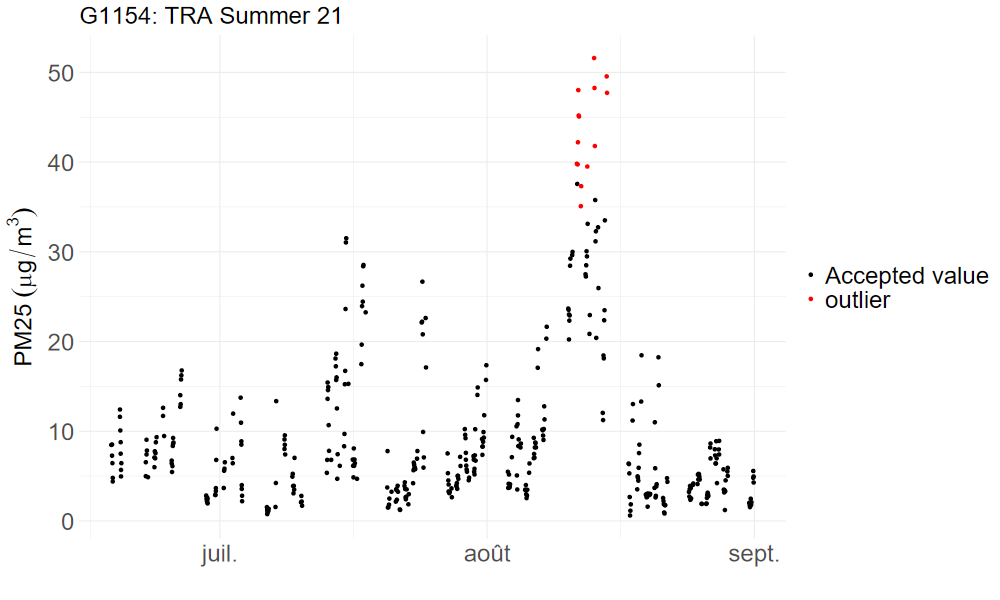 G1154: TRA Summer 21
PM25 (μg/m³)
50
40
30
20
10
0
juil.
août
sept.
Accepted value
outlier